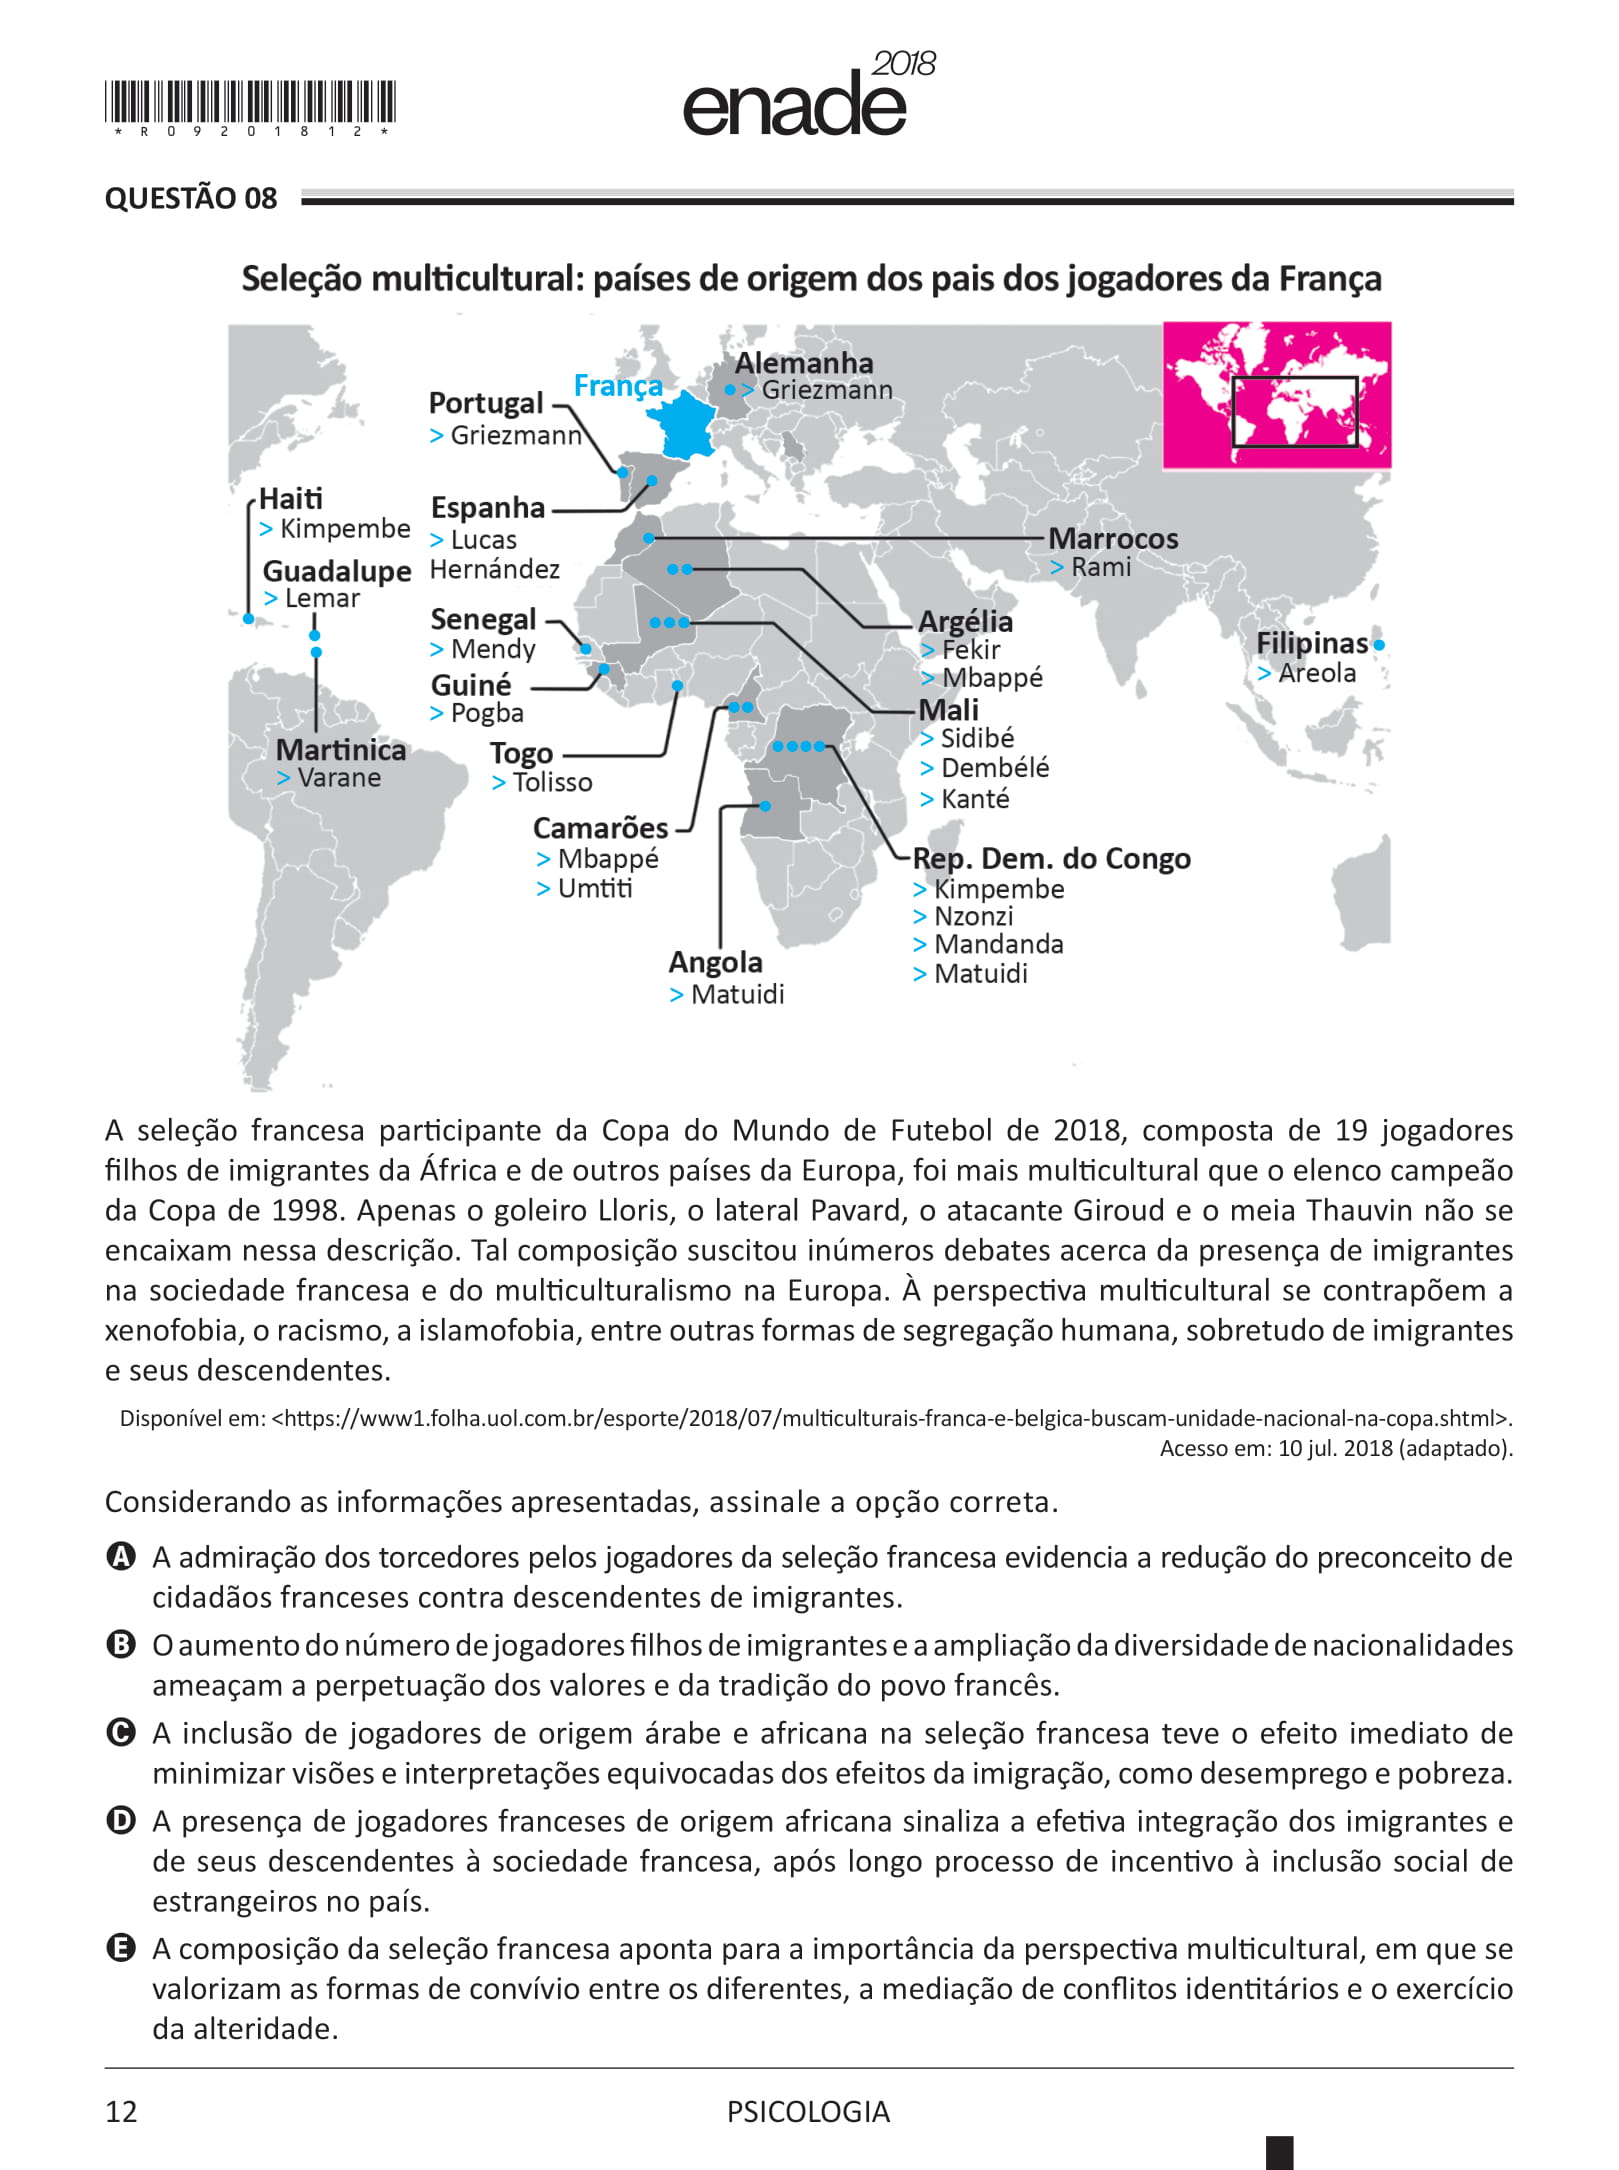 enade 2018
*R09201812*
QUESTÃO 08
Seleção multicultural: países de origem dos pais dos jogadores da França
Alemanha
> Griezmann
França
Portugal
> Griezmann
Haiti
> Kimpembe
Espanha
> Lucas
Hernández
Guadalupe
> Lemar
Marrocos
> Rami
Senegal
> Mendy
Argélia
> Fekir
> Mbappé
Filipinas
> Areola
Guiné
> Pogba
Mali
> Sidibé
> Dembélé
> Kanté
Martinica
> Varane
Togo
> Tolisso
Camarões
> Mbappé
> Umtiti
Rep. Dem. do Congo
> Kimpembe
> Nzonzi
> Mandanda
> Matuidi
Angola
> Matuidi
A seleção francesa participante da Copa do Mundo de Futebol de 2018, composta de 19 jogadores
filhos de imigrantes da África e de outros países da Europa, foi mais multicultural que o elenco campeão
da Copa de 1998. Apenas o goleiro Lloris, o lateral Pavard, o atacante Giroud e o meia Thauvin não se
encaixam nessa descrição. Tal composição suscitou inúmeros debates acerca da presença de imigrantes
na sociedade francesa e do multiculturalismo na Europa. À perspectiva multicultural se contrapõem a
xenofobia, o racismo, a islamofobia, entre outras formas de segregação humana, sobretudo de imigrantes
e seus descendentes.
Disponível em: <https://www1.folha.uol.com.br/esporte/2018/07/multiculturais-franca-e-belgica-buscam-unidade-nacional-na-copa.shtml>.
Acesso em: 10 jul. 2018 (adaptado).
Considerando as informações apresentadas, assinale a opção correta.
A A admiração dos torcedores pelos jogadores da seleção francesa evidencia a redução do preconceito de
cidadãos franceses contra descendentes de imigrantes.
B O aumento do número de jogadores filhos de imigrantes e a ampliação da diversidade de nacionalidades
ameaçam a perpetuação dos valores e da tradição do povo francês.
C A inclusão de jogadores de origem árabe e africana na seleção francesa teve o efeito imediato de
minimizar visões e interpretações equivocadas dos efeitos da imigração, como desemprego e pobreza.
D A presença de jogadores franceses de origem africana sinaliza a efetiva integração dos imigrantes e
de seus descendentes à sociedade francesa, após longo processo de incentivo à inclusão social de
estrangeiros no país.
E A composição da seleção francesa aponta para a importância da perspectiva multicultural, em que se
valorizam as formas de convívio entre os diferentes, a mediação de conflitos identitários e o exercício
da alteridade.
12
PSICOLOGIA